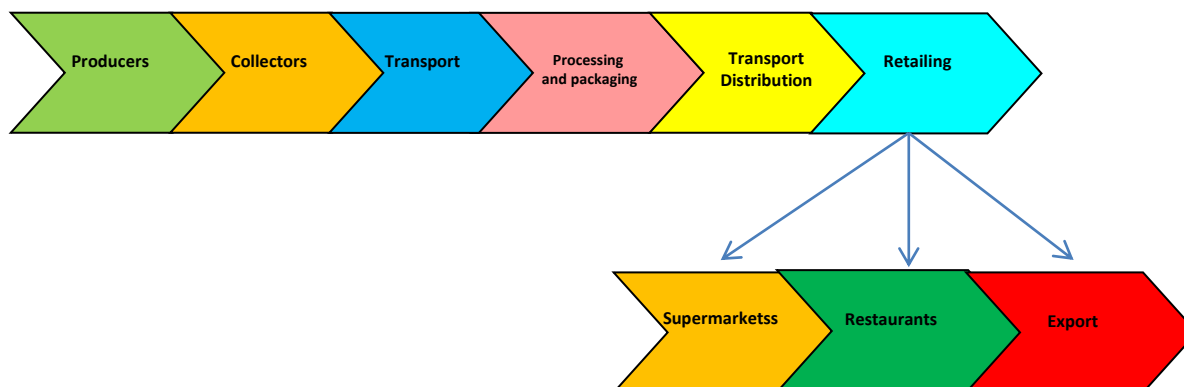 Producers
Collectors
Transport
Processing
and packaging
Transport
Distribution
Retailing
Supermarketss
Restaurants
Export